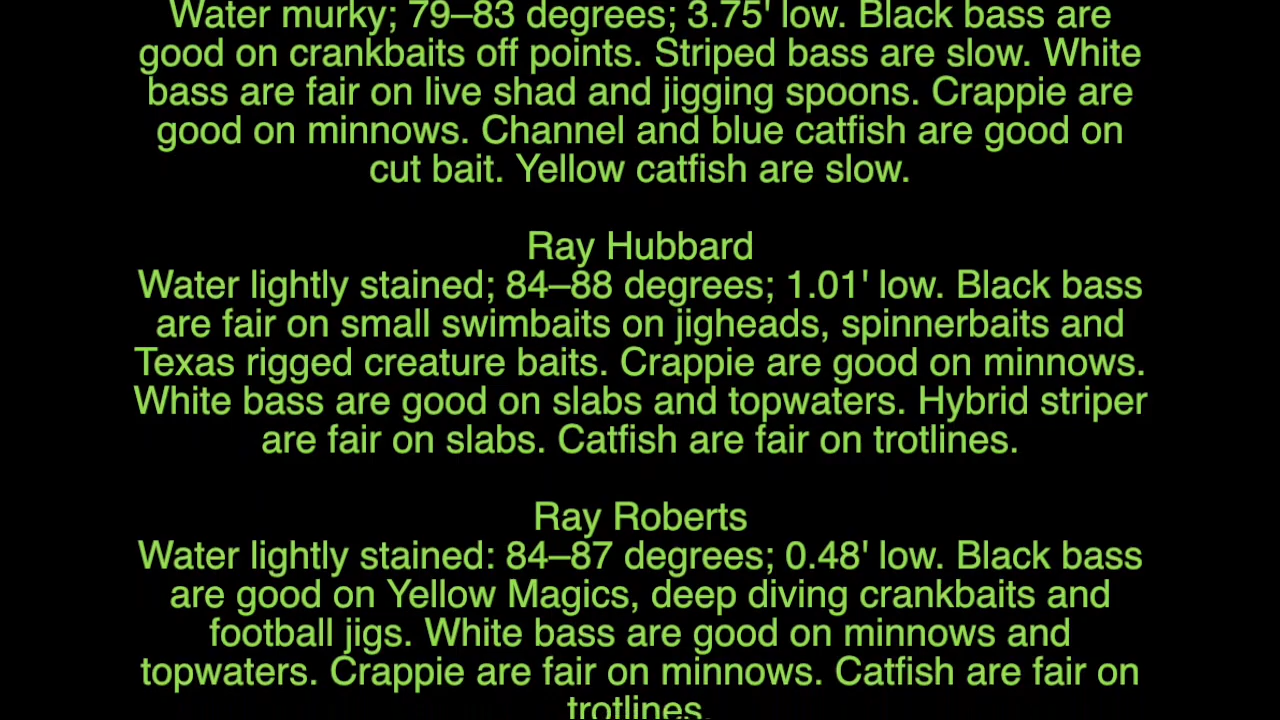 Water murky; 79–83 degrees; 3.75' low. Black bass are
good on crankbaits off points. Striped bass are slow. White
bass are fair on live shad and jigging spoons. Crappie are
good on minnows. Channel and blue catfish are good on
cut bait. Yellow catfish are slow.
Ray Hubbard
Water lightly stained; 84–88 degrees; 1.01' low. Black bass
are fair on small swimbaits on jigheads, spinnerbaits and
Texas rigged creature baits. Crappie are good on minnows.
White bass are good on slabs and topwaters. Hybrid striper
are fair on slabs. Catfish are fair on trotlines.
Ray Roberts
Water lightly stained: 84–87 degrees; 0.48' low. Black bass
are good on Yellow Magics, deep diving crankbaits and
football jigs. White bass are good on minnows and
topwaters. Crappie are fair on minnows. Catfish are fair on
trotlines.